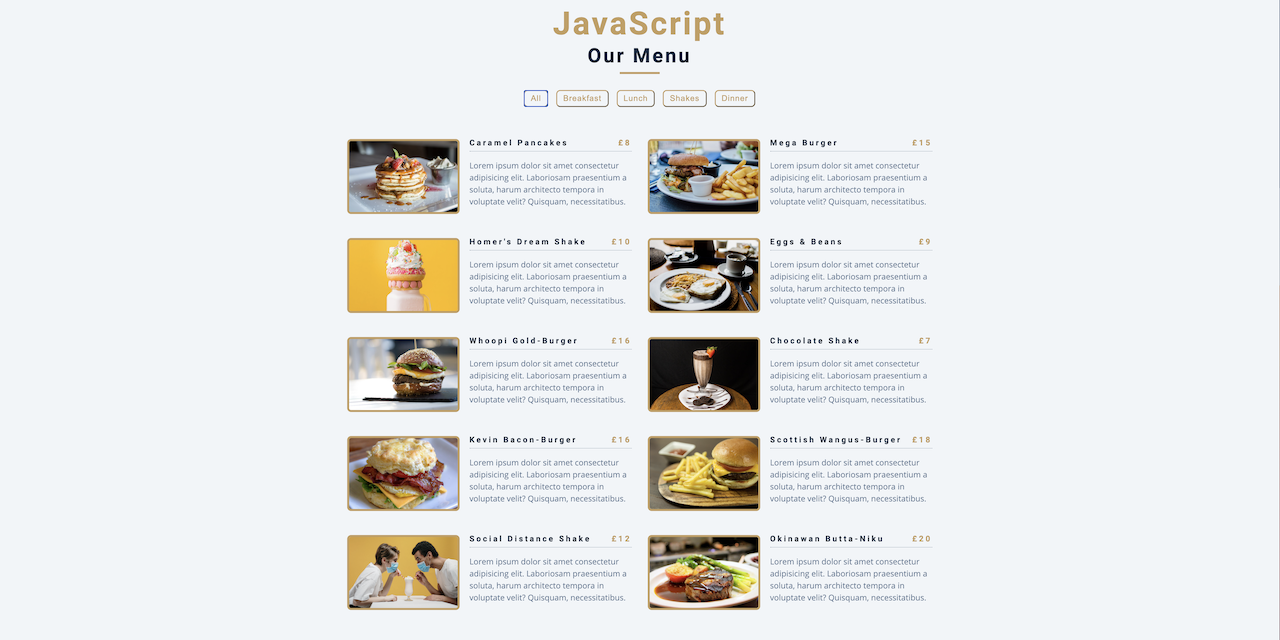 JavaScript
Our Menu
All Breakfast Lunch Shakes Dinner
Caramel Pancakes £8
Lorem ipsum dolor sit amet consectetur
adipisicing elit. Laboriosam praesentium a
soluta, harum architecto tempora in
voluptate velit? Quisquam, necessitatibus.
Mega Burger £15
Lorem ipsum dolor sit amet consectetur
adipisicing elit. Laboriosam praesentium a
soluta, harum architecto tempora in
voluptate velit? Quisquam, necessitatibus.
Homer's Dream Shake £10
Lorem ipsum dolor sit amet consectetur
adipisicing elit. Laboriosam praesentium a
soluta, harum architecto tempora in
voluptate velit? Quisquam, necessitatibus.
Eggs & Beans £9
Lorem ipsum dolor sit amet consectetur
adipisicing elit. Laboriosam praesentium a
soluta, harum architecto tempora in
voluptate velit? Quisquam, necessitatibus.
Whoopi Gold-Burger £16
Lorem ipsum dolor sit amet consectetur
adipisicing elit. Laboriosam praesentium a
soluta, harum architecto tempora in
voluptate velit? Quisquam, necessitatibus.
Chocolate Shake £7
Lorem ipsum dolor sit amet consectetur
adipisicing elit. Laboriosam praesentium a
soluta, harum architecto tempora in
voluptate velit? Quisquam, necessitatibus.
Kevin Bacon-Burger £16
Lorem ipsum dolor sit amet consectetur
adipisicing elit. Laboriosam praesentium a
soluta, harum architecto tempora in
voluptate velit? Quisquam, necessitatibus.
Scottish Wangus-Burger £18
Lorem ipsum dolor sit amet consectetur
adipisicing elit. Laboriosam praesentium a
soluta, harum architecto tempora in
voluptate velit? Quisquam, necessitatibus.
Social Distance Shake £12
Lorem ipsum dolor sit amet consectetur
adipisicing elit. Laboriosam praesentium a
soluta, harum architecto tempora in
voluptate velit? Quisquam, necessitatibus.
Okinawan Butta-Niku £20
Lorem ipsum dolor sit amet consectetur
adipisicing elit. Laboriosam praesentium a
soluta, harum architecto tempora in
voluptate velit? Quisquam, necessitatibus.